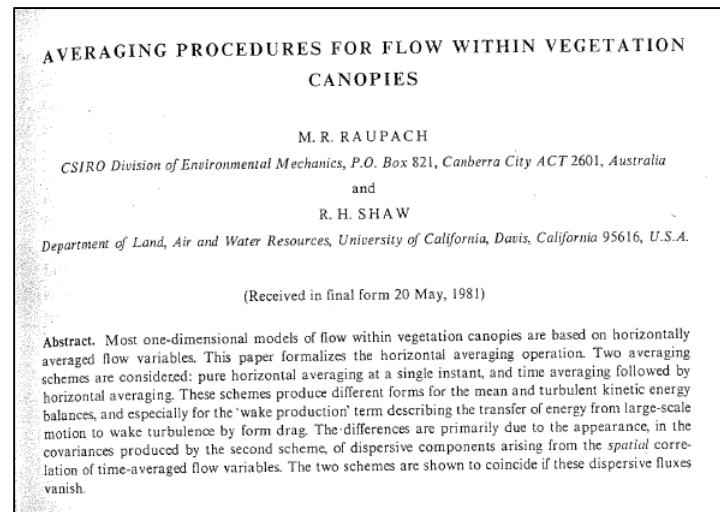 AVERAGING PROCEDURES FOR FLOW WITHIN VEGETATION
CANOPIES
M. R. RAUPACH
CSIRO Division of Environmental Mechanics, P.O. Box 821, Canberra City ACT 2601, Australia
and
R. H. SHAW
Department of Land, Air and Water Resources, University of California, Davis, California 95616, U.S.A.
(Received in final form 20 May, 1981)
Abstract. Most one-dimensional models of flow within vegetation canopies are based on horizontally
averaged flow variables. This paper formalizes the horizontal averaging operation. Two averaging
schemes are considered: pure horizontal averaging at a single instant, and time averaging followed by
horizontal averaging. These schemes produce different forms for the mean and turbulent kinetic energy
balances, and especially for the 'wake production' term describing the transfer of energy from large-scale
motion to wake turbulence by form drag. The differences are primarily due to the appearance, in the
covariances produced by the second scheme, of dispersive components arising from the spatial corre-
lation of time-averaged flow variables. The two schemes are shown to coincide if these dispersive fluxes
vanish.